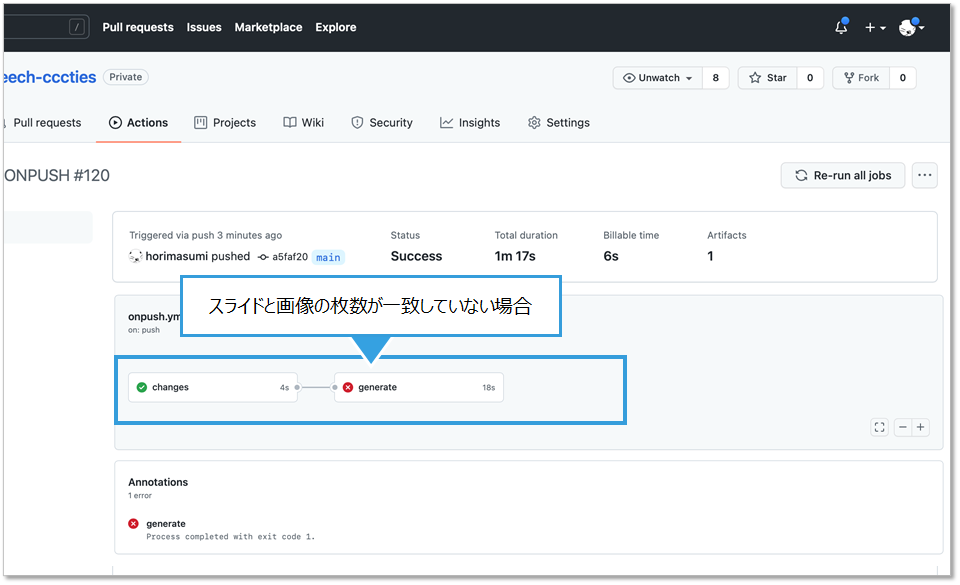 / Pull requests Issues Marketplace Explore
eech-cccties Private Unwatch 8 Star 0 Fork 0
Pull requests Actions Projects Wiki Security Insights Settings
ONPUSH #120 Re-run all jobs ...
Triggered via push 3 minutes ago Status Total duration Billable time Artifacts
horimasumi pushed a5faf20 main Success 1m 17s 6s 1
スライドと画像の枚数が一致していない場合
onpush.ym
on: push
changes 4s generate 18s
Annotations
1 error
generate
Process completed with exit code 1.